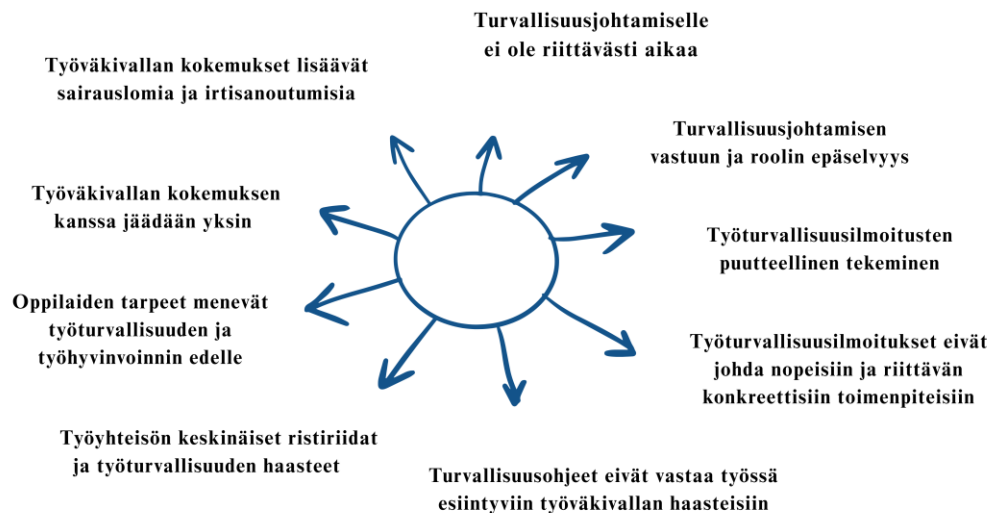 Turvallisuusjohtamiselle
ei ole riittävästi aikaa
Työväkivallan kokemukset lisäävät
sairauslomia ja irtisanoutumisia
Turvallisuusjohtamisen
vastuun ja roolin epäselvyys
Työväkivallan kokemuksen
kanssa jäädään yksin
Työturvallisuusilmoitusten
puutteellinen tekeminen
Oppilaiden tarpeet menevät
työturvallisuuden ja
työhyvinvoinnin edelle
Työturvallisuusilmoitukset eivät
johda nopeisiin ja riittävän
konkreettisiin toimenpiteisiin
Työyhteisön keskinäiset ristiriidat
ja työturvallisuuden haasteet
Turvallisuusohjeet eivät vastaa työssä
esiintyviin työväkivallan haasteisiin